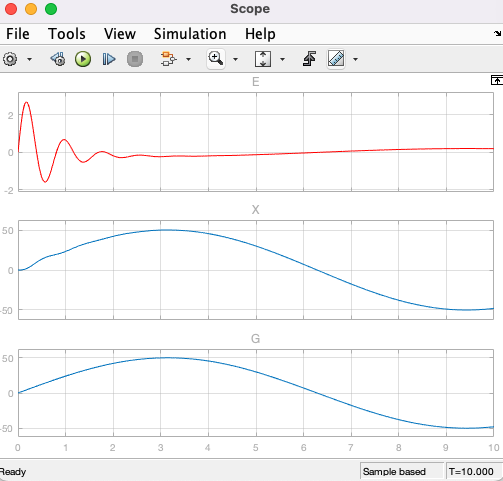 Scope
File Tools View Simulation Help
E
2
0
-2
X
50
0
-50
G
50
0
-50
0 1 2 3 4 5 6 7 8 9 10
Ready Sample based T=10.000